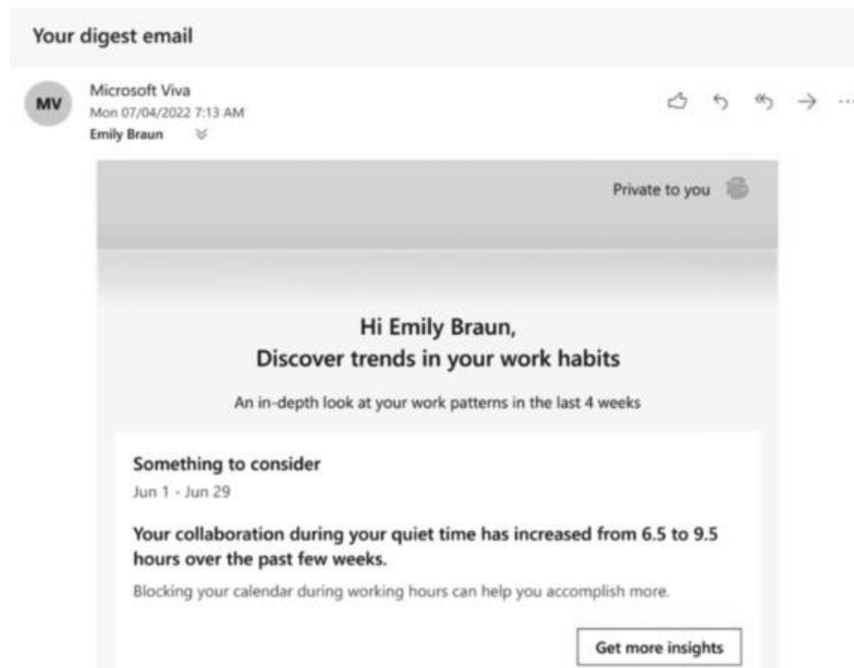 Your digest email
MV
Microsoft Viva
Mon 07/04/2022 7:13 AM
Emily Braun
Private to you
Hi Emily Braun,
Discover trends in your work habits
An in-depth look at your work patterns in the last 4 weeks
Something to consider
Jun 1 - Jun 29
Your collaboration during your quiet time has increased from 6.5 to 9.5
hours over the past few weeks.
Blocking your calendar during working hours can help you accomplish more.
Get more insights